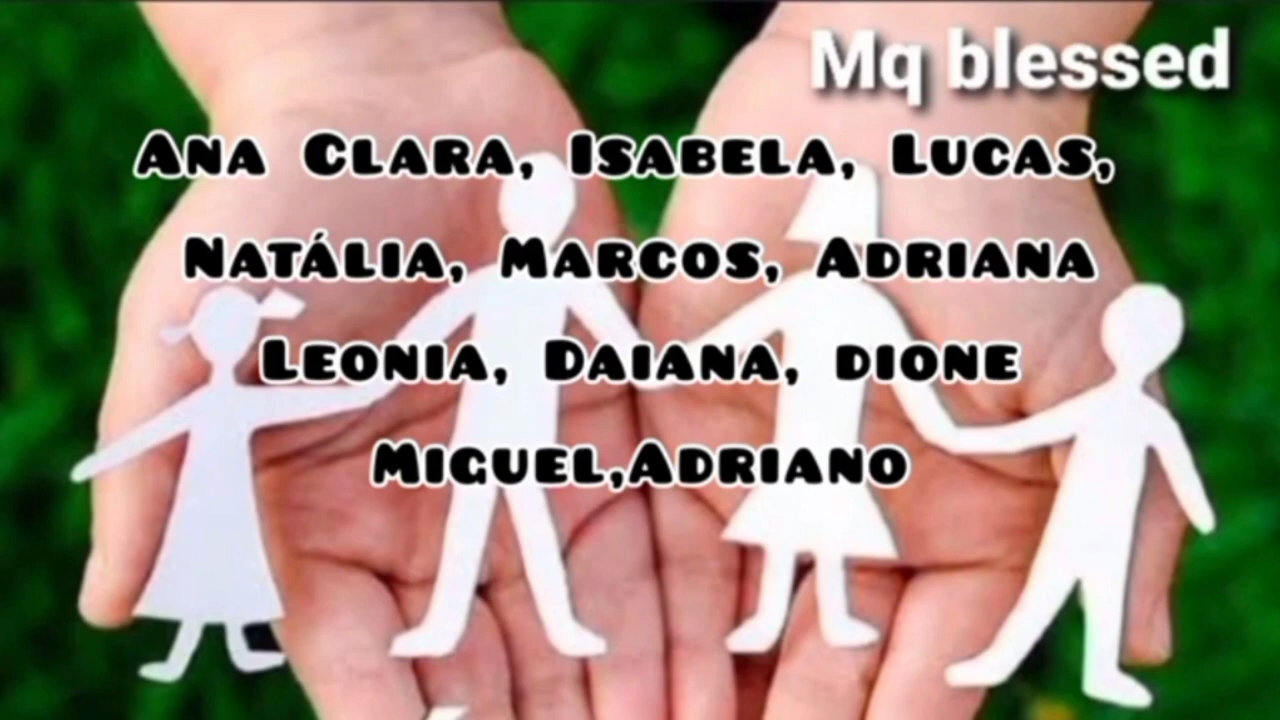 Mq blessed
Ana Clara, Isabela, Lucas,
Natália, Marcos, Adriana
Leonia, Daiana, dione
Miguel,Adriano